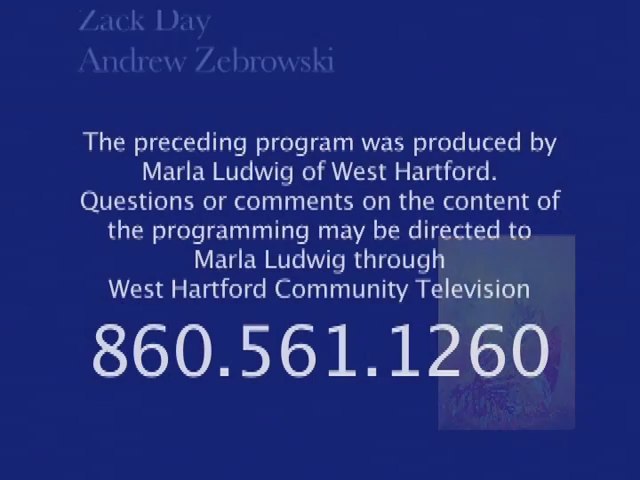 Zack Day
Andrew Zebrowski
The preceding program was produced by
Marla Ludwig of West Hartford.
Questions or comments on the content of
the programming may be directed to
Marla Ludwig through
West Hartford Community Television
860.561.1260